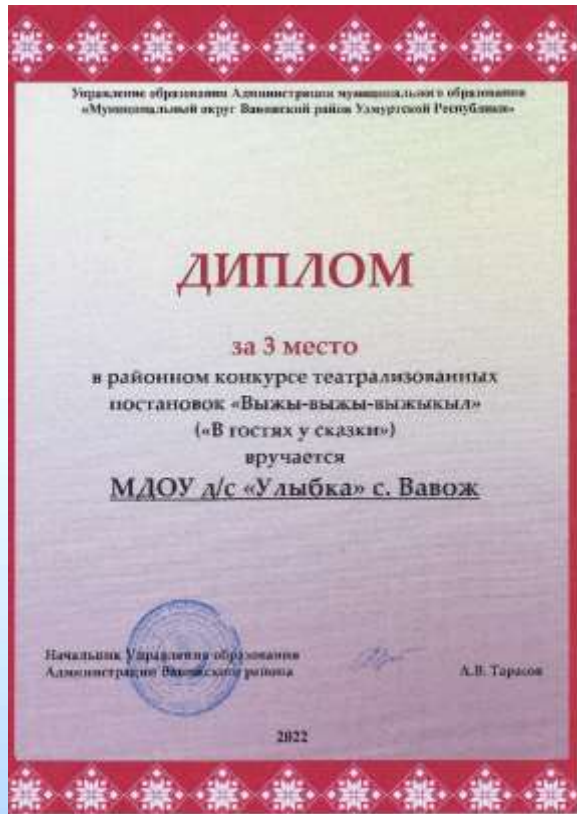 Управление образования Администрации муниципального образования
«Муниципальный округ Вавожский район Удмуртской Республики»
ДИПЛОМ
за 3 место
в районном конкурсе театрализованных
постановок «Выжы-выжы-выжыкыл»
(«В гостях у сказки»)
вручается
МДОУ д/с «Улыбка» с. Вавож
Начальник Управления образования
Администрации Вавожского района
А.В. Тарасов
2022